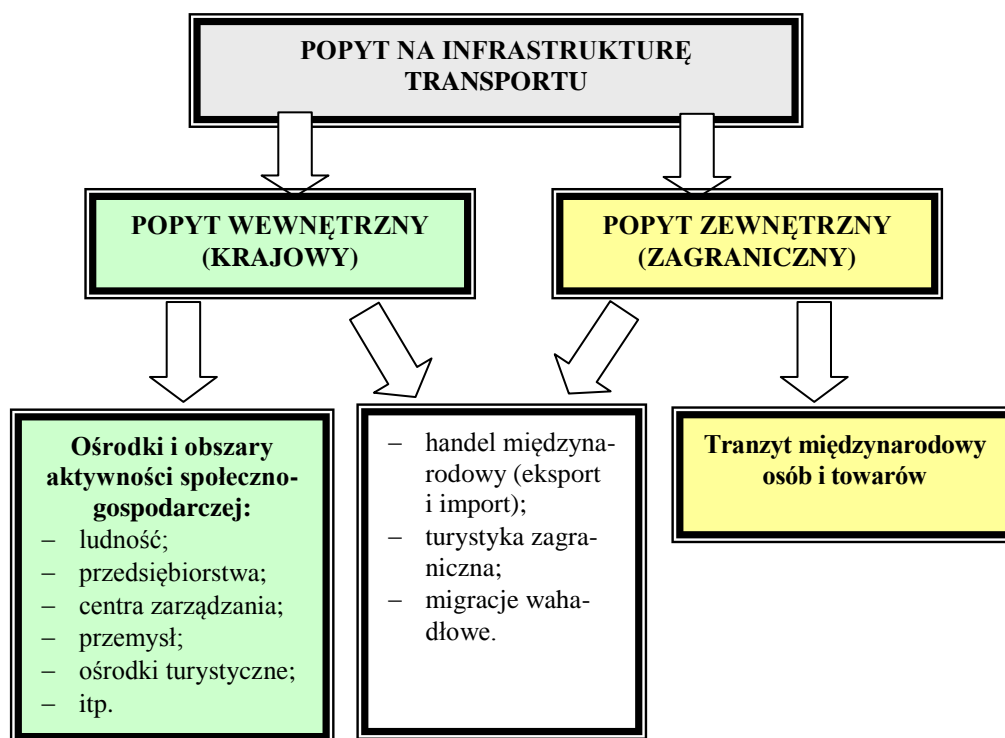 POPYT NA INFRASTRUKTURĘ
TRANSPORTU
POPYT WEWNĘTRZNY
(KRAJOWY)
POPYT ZEWNĘTRZNY
(ZAGRANICZNY)
Ośrodki i obszary
aktywności społeczno-
gospodarczej:
– ludność;
– przedsiębiorstwa;
– centra zarządzania;
– przemysł;
– ośrodki turystyczne;
– itp.
– handel międzyna-
rodowy (eksport
i import);
– turystyka zagra-
niczna;
– migracje waha-
dłowe.
Tranzyt międzynarodowy
osób i towarów